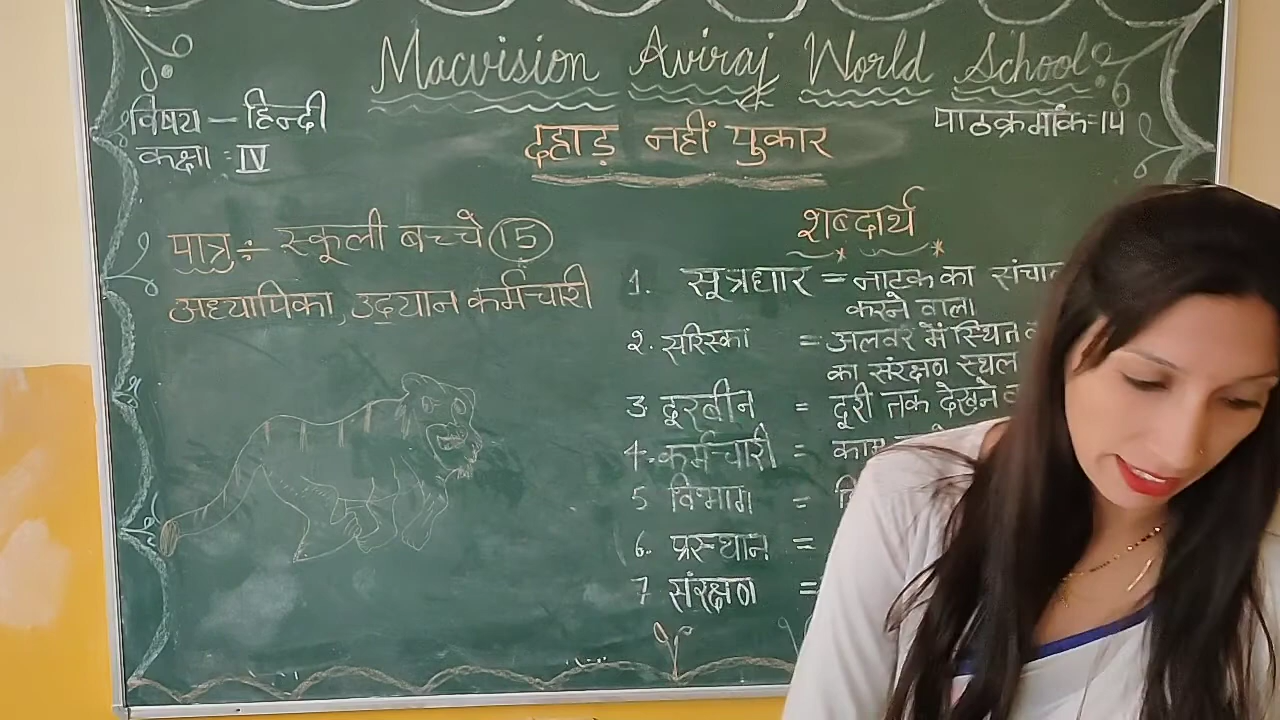 Macvision Aviraj World School
विषय - हिन्दी
पाठक्रमांक:-14
कक्षा : IV
दहाड़ नहीं पुकार
पात्र ÷ स्कूली बच्चे (15)
अध्यापिका, उद्यान कर्मचारी
शब्दार्थ
1. सूत्रधार = नाटक का
करने वाला
2. सरिस्का = अलवर में स्थित
का संरक्षण स्थल
3 दूरबीन = दूरी तक देखने
4. कर्मचारी = काम
5 विभाग =
6. प्रस्थान =
7 संरक्षण =